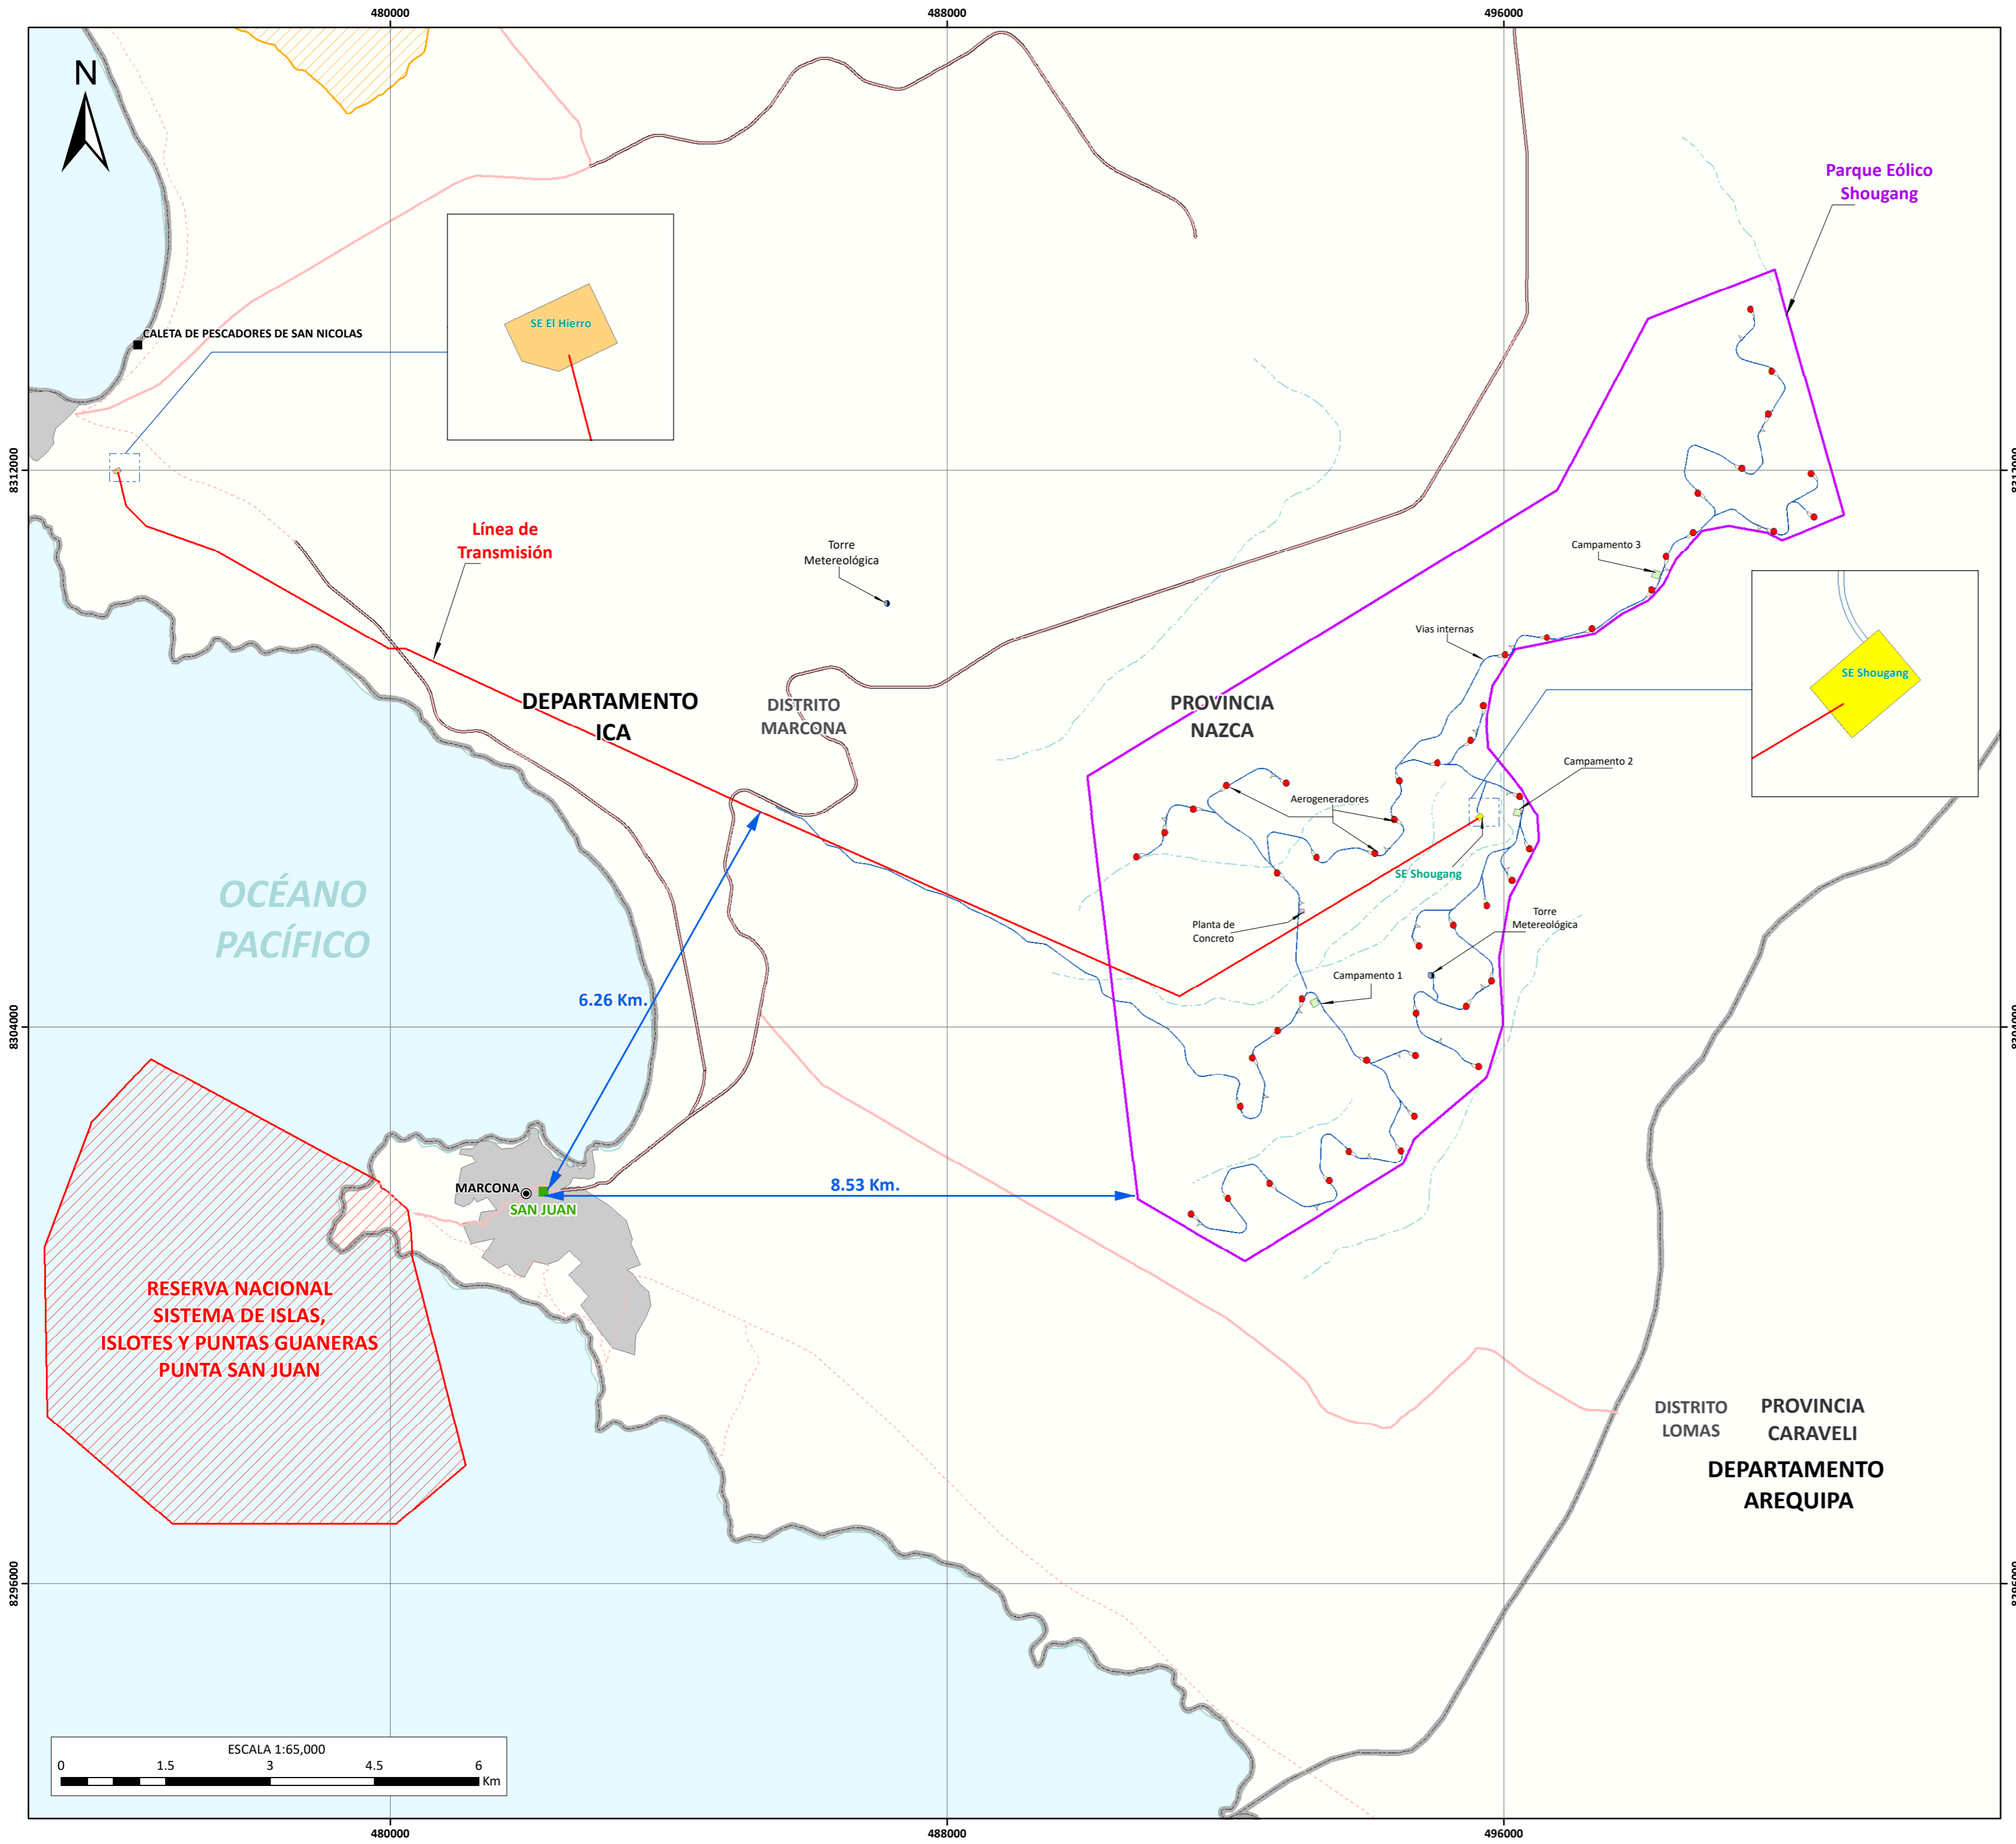 480000
488000
496000
N
Parque Eólico
Shougang
SE El Hierro
CALETA DE PESCADORES DE SAN NICOLAS
8312000
8312000
Línea de
Transmisión
Torre
Metereológica
Campamento 3
Vias internas
SE Shougang
DEPARTAMENTO
ICA
DISTRITO
MARCONA
PROVINCIA
NAZCA
Campamento 2
Aerogeneradores
SE Shougang
OCÉANO
PACÍFICO
Planta de
Concreto
Torre
Metereológica
Campamento 1
6.26 Km.
8304000
8304000
MARCONA
SAN JUAN
8.53 Km.
RESERVA NACIONAL
SISTEMA DE ISLAS,
ISLOTES Y PUNTAS GUANERAS
PUNTA SAN JUAN
DISTRITO
LOMAS
PROVINCIA
CARAVELI
DEPARTAMENTO
AREQUIPA
8296000
8296000
ESCALA 1:65,000
0 1.5 3 4.5 6
Km
480000
488000
496000